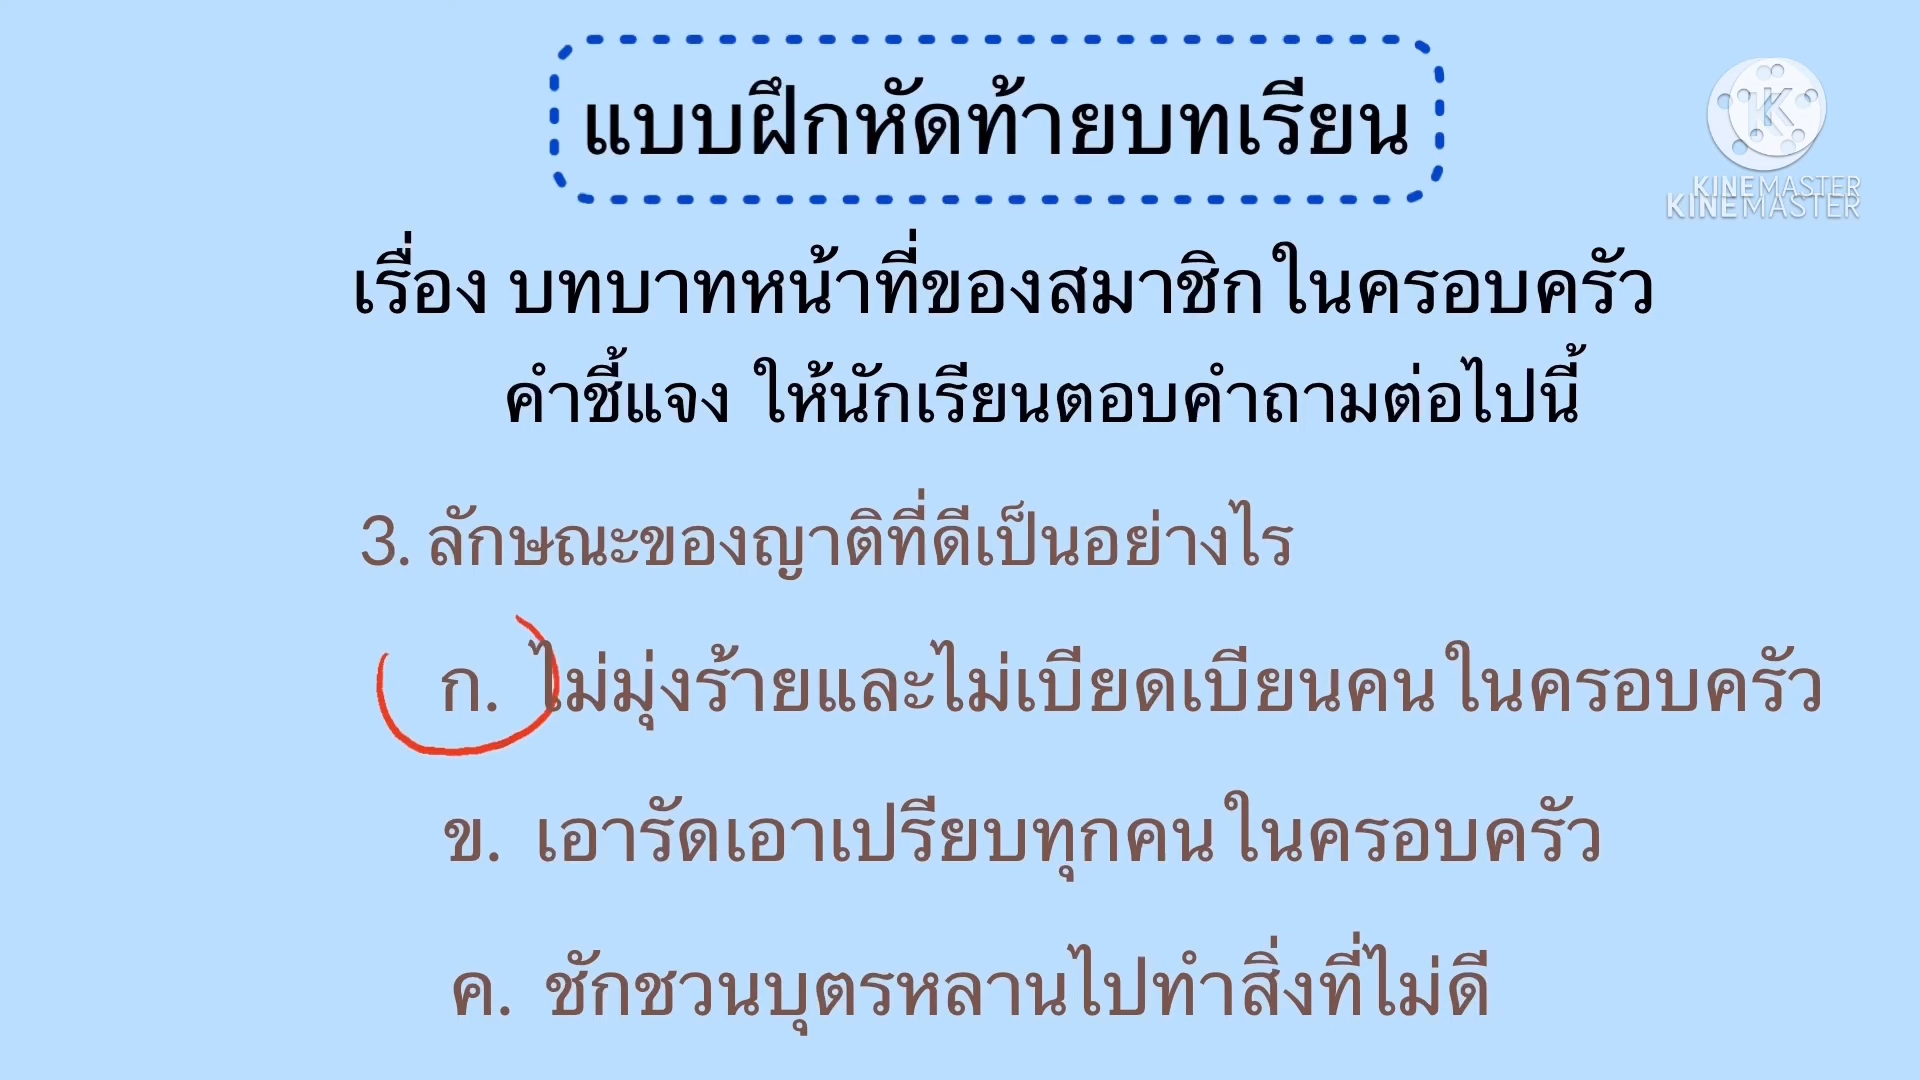 แบบฝึกหัดท้ายบทเรียน
KINEMASTER
KINEMASTER
เรื่อง บทบาทหน้าที่ของสมาชิกในครอบครัว
คำชี้แจง ให้นักเรียนตอบคำถามต่อไปนี้
3. ลักษณะของญาติที่ดีเป็นอย่างไร
ก. ไม่มุ่งร้ายและไม่เบียดเบียนคนในครอบครัว
ข. เอารัดเอาเปรียบทุกคนในครอบครัว
ค. ชักชวนบุตรหลานไปทำสิ่งที่ไม่ดี